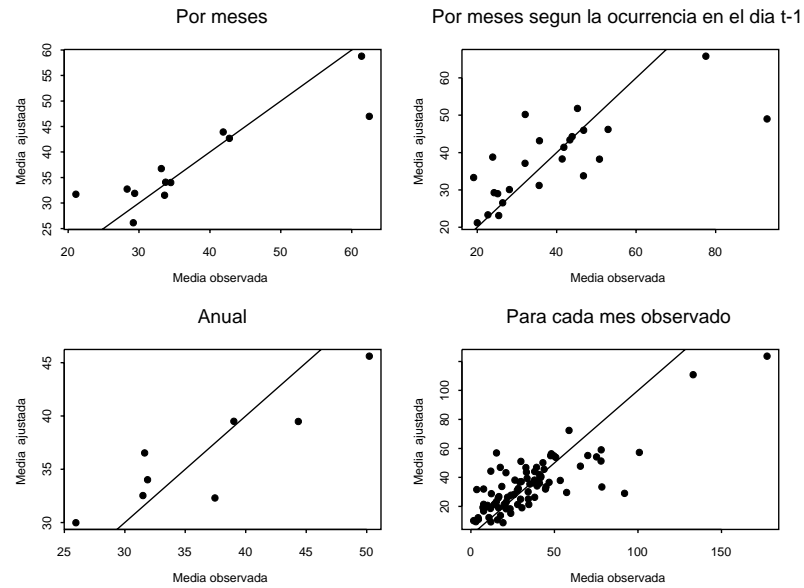 Por meses
Media ajustada
25 30 35 40 45 50 55 60
20 30 40 50 60
Media observada
Por meses segun la ocurrencia en el dia t-1
Media ajustada
20 30 40 50 60
20 40 60 80
Media observada
Anual
Media ajustada
30 35 40 45
25 30 35 40 45 50
Media observada
Para cada mes observado
Media ajustada
20 40 60 80 100
0 50 100 150
Media observada